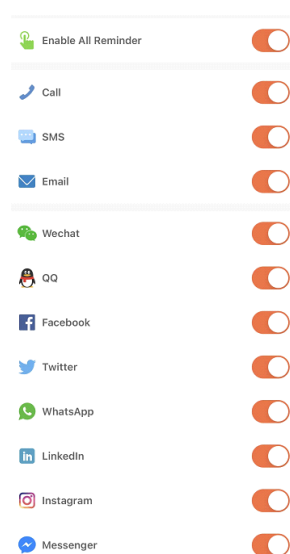 Enable All Reminder
Call
SMS
Email
Wechat
QQ
Facebook
Twitter
WhatsApp
LinkedIn
Instagram
Messenger